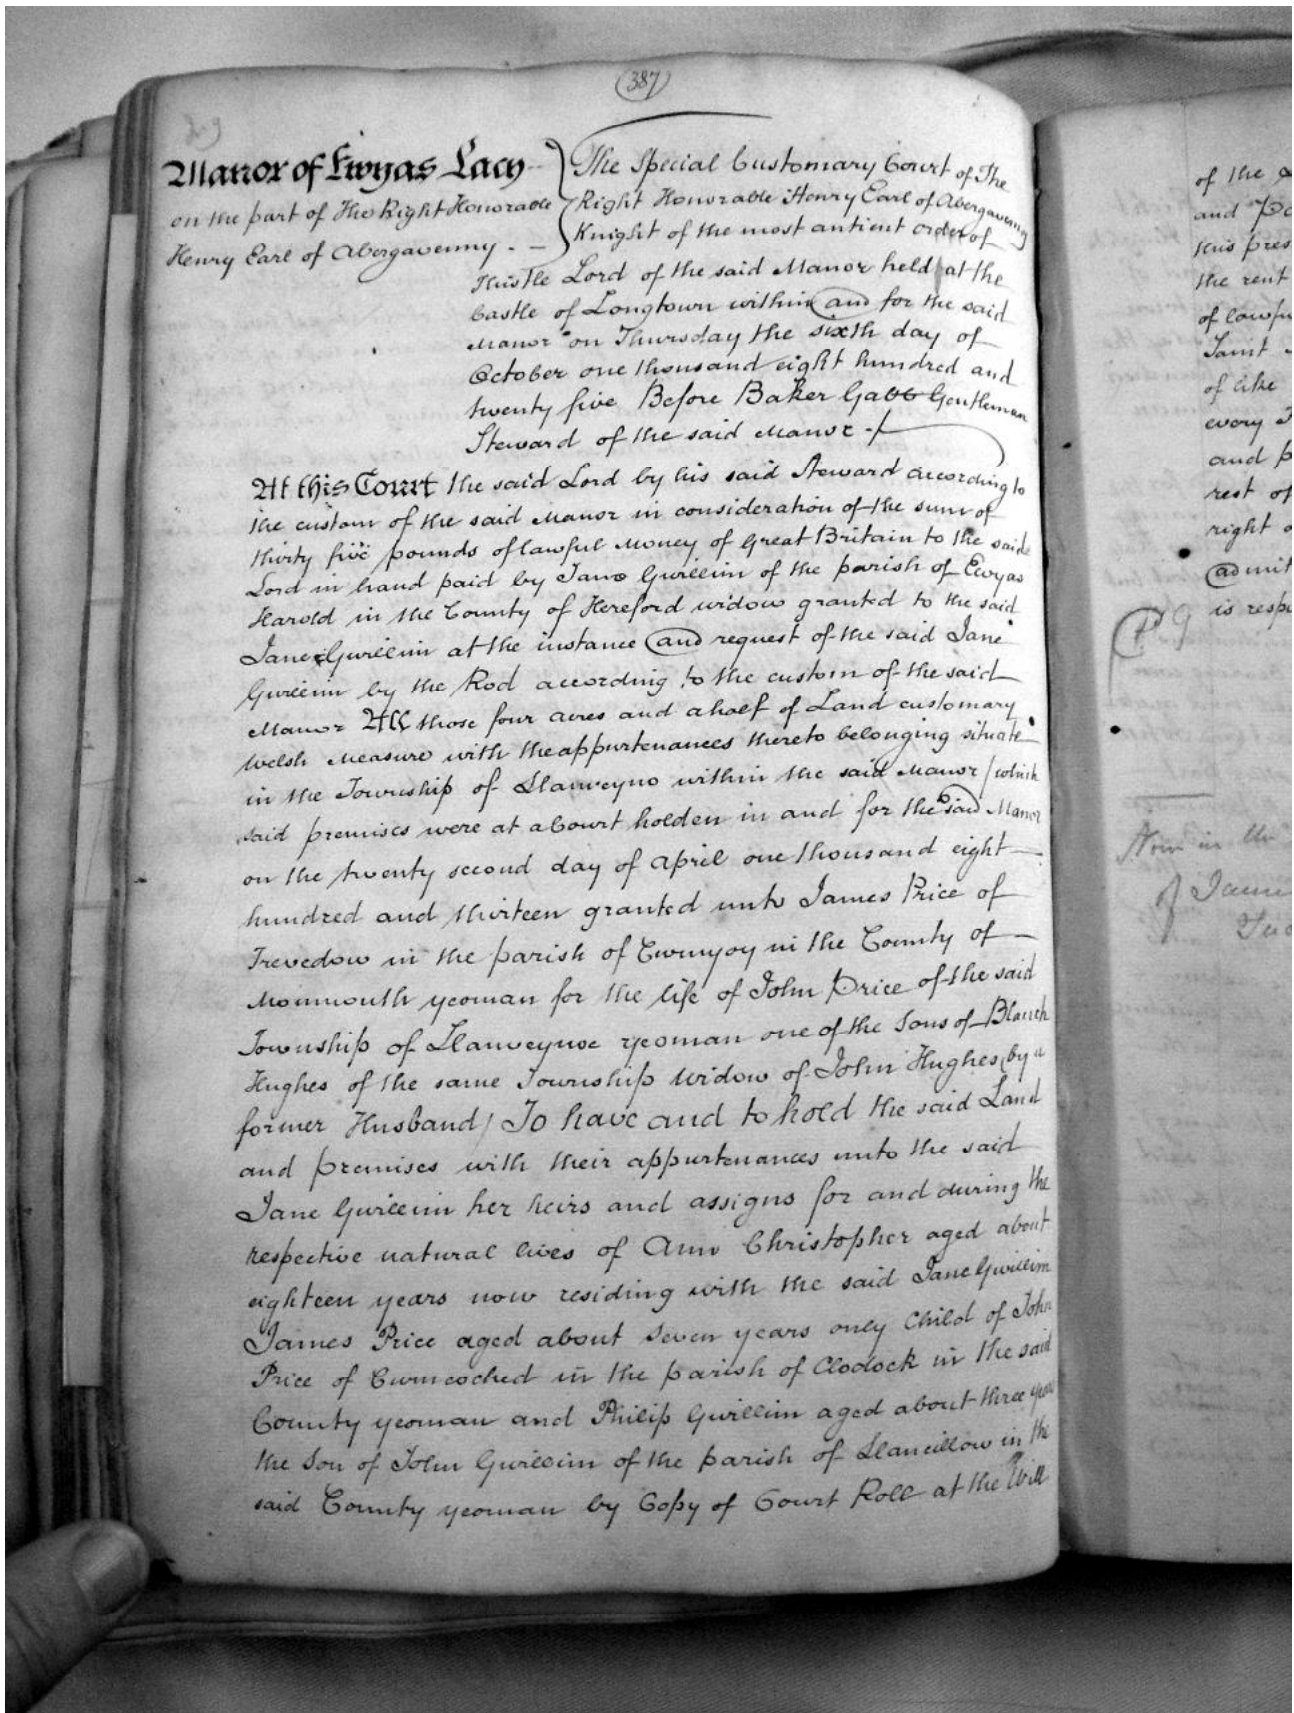 387
Manor of Ewyas Lacy
on the part of The Right Honorable
Henry Earl of Abergavenny. -
The Special Customary Court of The
Right Honorable Henry Earl of Abergavenny
Knight of the most antient order of
Thistle Lord of the said Manor held at the
Castle of Longtown within and for the said
Manor on Thursday the sixth day of
October one thousand eight hundred and
twenty five Before Baker Gabb Gentleman
Steward of the said Manor
At this Court the said Lord by his said Steward according to
the custom of the said Manor in consideration of the sum of
thirty five pounds of lawful Money of Great Britain to the said
Lord in hand paid by Jane Gwillim of the parish of Ewyas
Harold in the County of Hereford widow granted to the said
Jane Gwillim at the instance and request of the said Jane
Gwillim by the Rod according to the custom of the said
Manor All those four acres and a half of Land customary
Welsh Measure with the appurtenances thereto belonging situate
in the Township of Llanveyno within the said Manor / which
said premises were at a Court holden in and for the said Manor
on the twenty second day of April one thousand eight
hundred and thirteen granted unto James Price of
Trevedow in the parish of Cwmyoy in the County of
Monmouth yeoman for the life of John Price of the said
Township of Llanveynoe yeoman one of the Sons of Blanch
Hughes of the same Township Widow of John Hughes, by a
former Husband / To have and to hold the said Land
and premises with their appurtenances unto the said
Jane Gwillim her heirs and assigns for and during the
respective natural lives of Ann Christopher aged about
eighteen years now residing with the said Jane Gwillim
James Price aged about Seven years only Child of John
Price of Cwmcoched in the parish of Clodock in the said
County yeoman and Philip Gwillim aged about three years
the Son of John Gwillim of the parish of Llancillow in the
said County yeoman by Copy of Court Roll at the Will
of the
and
this pres
the rent
of lawfu
Saint
of like
every
and p
rest of
right o
admit
is resp
PG
Now in the
of Jame